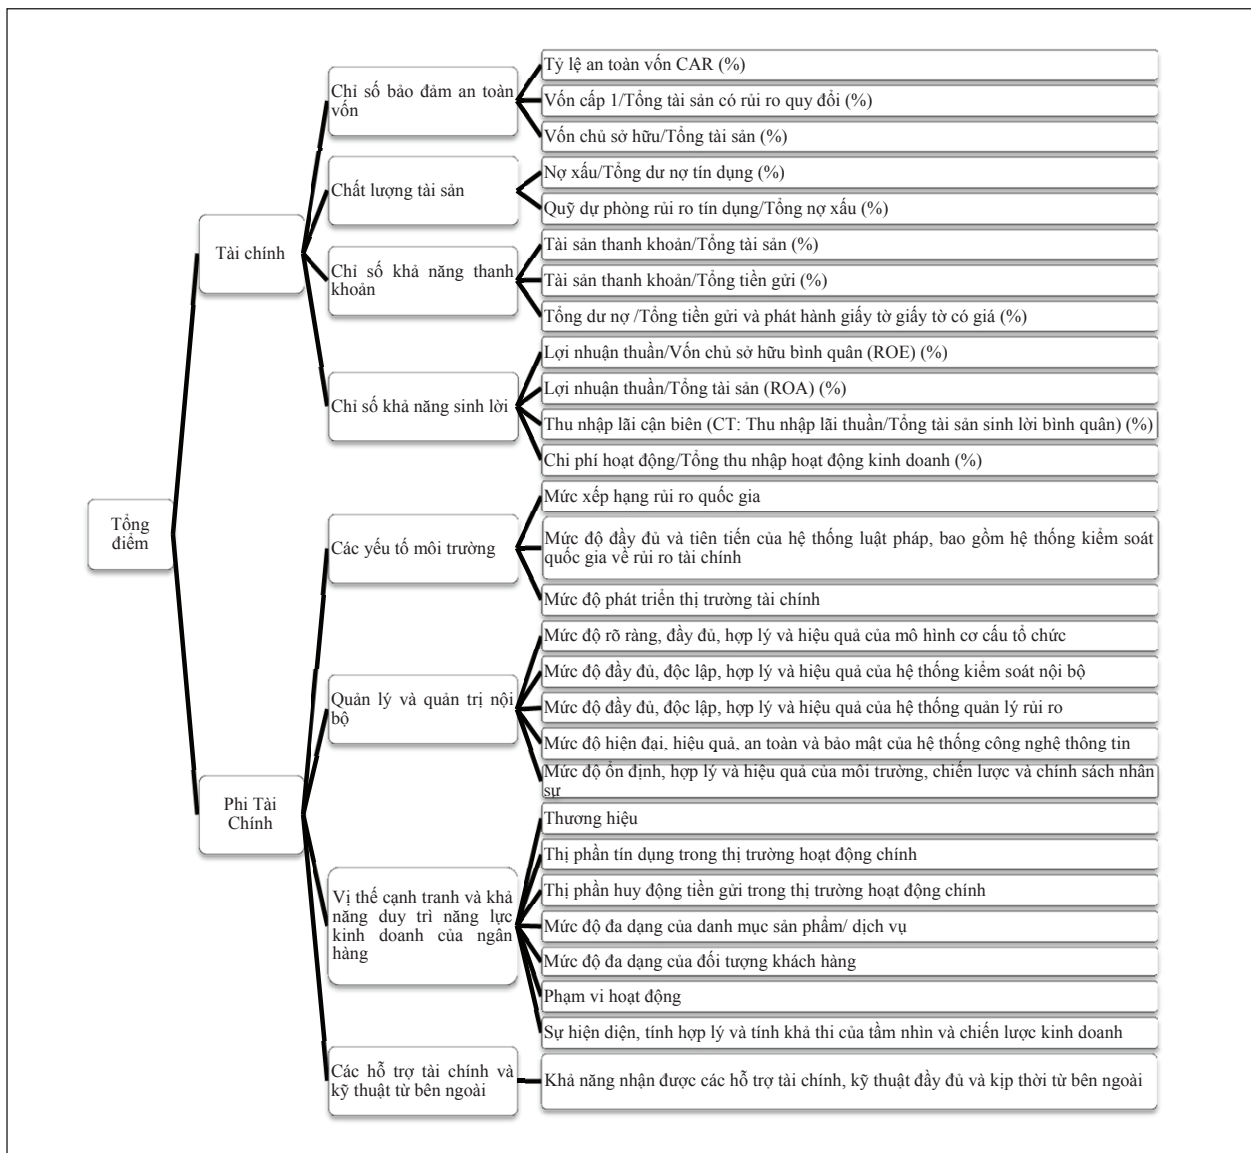 Tổng
điểm
Tài chính
Chỉ số bảo đảm an toàn
vốn
Tỷ lệ an toàn vốn CAR (%)
Vốn cấp 1/Tổng tài sản có rủi ro quy đổi (%)
Vốn chủ sở hữu/Tổng tài sản (%)
Chất lượng tài sản
Nợ xấu/Tổng dư nợ tín dụng (%)
Quỹ dự phòng rủi ro tín dụng/Tổng nợ xấu (%)
Chỉ số khả năng thanh
khoản
Tài sản thanh khoản/Tổng tài sản (%)
Tài sản thanh khoản/Tổng tiền gửi (%)
Tổng dư nợ /Tổng tiền gửi và phát hành giấy tờ giấy tờ có giá (%)
Chỉ số khả năng sinh lời
Lợi nhuận thuần/Vốn chủ sở hữu bình quân (ROE) (%)
Lợi nhuận thuần/Tổng tài sản (ROA) (%)
Thu nhập lãi cận biên (CT: Thu nhập lãi thuần/Tổng tài sản sinh lời bình quân) (%)
Chi phí hoạt động/Tổng thu nhập hoạt động kinh doanh (%)
Phi Tài
Chính
Các yếu tố môi trường
Mức xếp hạng rủi ro quốc gia
Mức độ đầy đủ và tiên tiến của hệ thống luật pháp, bao gồm hệ thống kiểm soát
quốc gia về rủi ro tài chính
Mức độ phát triển thị trường tài chính
Quản lý và quản trị nội
bộ
Mức độ rõ ràng, đầy đủ, hợp lý và hiệu quả của mô hình cơ cấu tổ chức
Mức độ đầy đủ, độc lập, hợp lý và hiệu quả của hệ thống kiểm soát nội bộ
Mức độ đầy đủ, độc lập, hợp lý và hiệu quả của hệ thống quản lý rủi ro
Mức độ hiện đại, hiệu quả, an toàn và bảo mật của hệ thống công nghệ thông tin
Mức độ ổn định, hợp lý và hiệu quả của môi trường, chiến lược và chính sách nhân
sự
Vị thế cạnh tranh và khả
năng duy trì năng lực
kinh doanh của ngân
hàng
Thương hiệu
Thị phần tín dụng trong thị trường hoạt động chính
Thị phần huy động tiền gửi trong thị trường hoạt động chính
Mức độ đa dạng của danh mục sản phẩm/ dịch vụ
Mức độ đa dạng của đối tượng khách hàng
Phạm vi hoạt động
Sự hiện diện, tính hợp lý và tính khả thi của tầm nhìn và chiến lược kinh doanh
Các hỗ trợ tài chính và
kỹ thuật từ bên ngoài
Khả năng nhận được các hỗ trợ tài chính, kỹ thuật đầy đủ và kịp thời từ bên ngoài